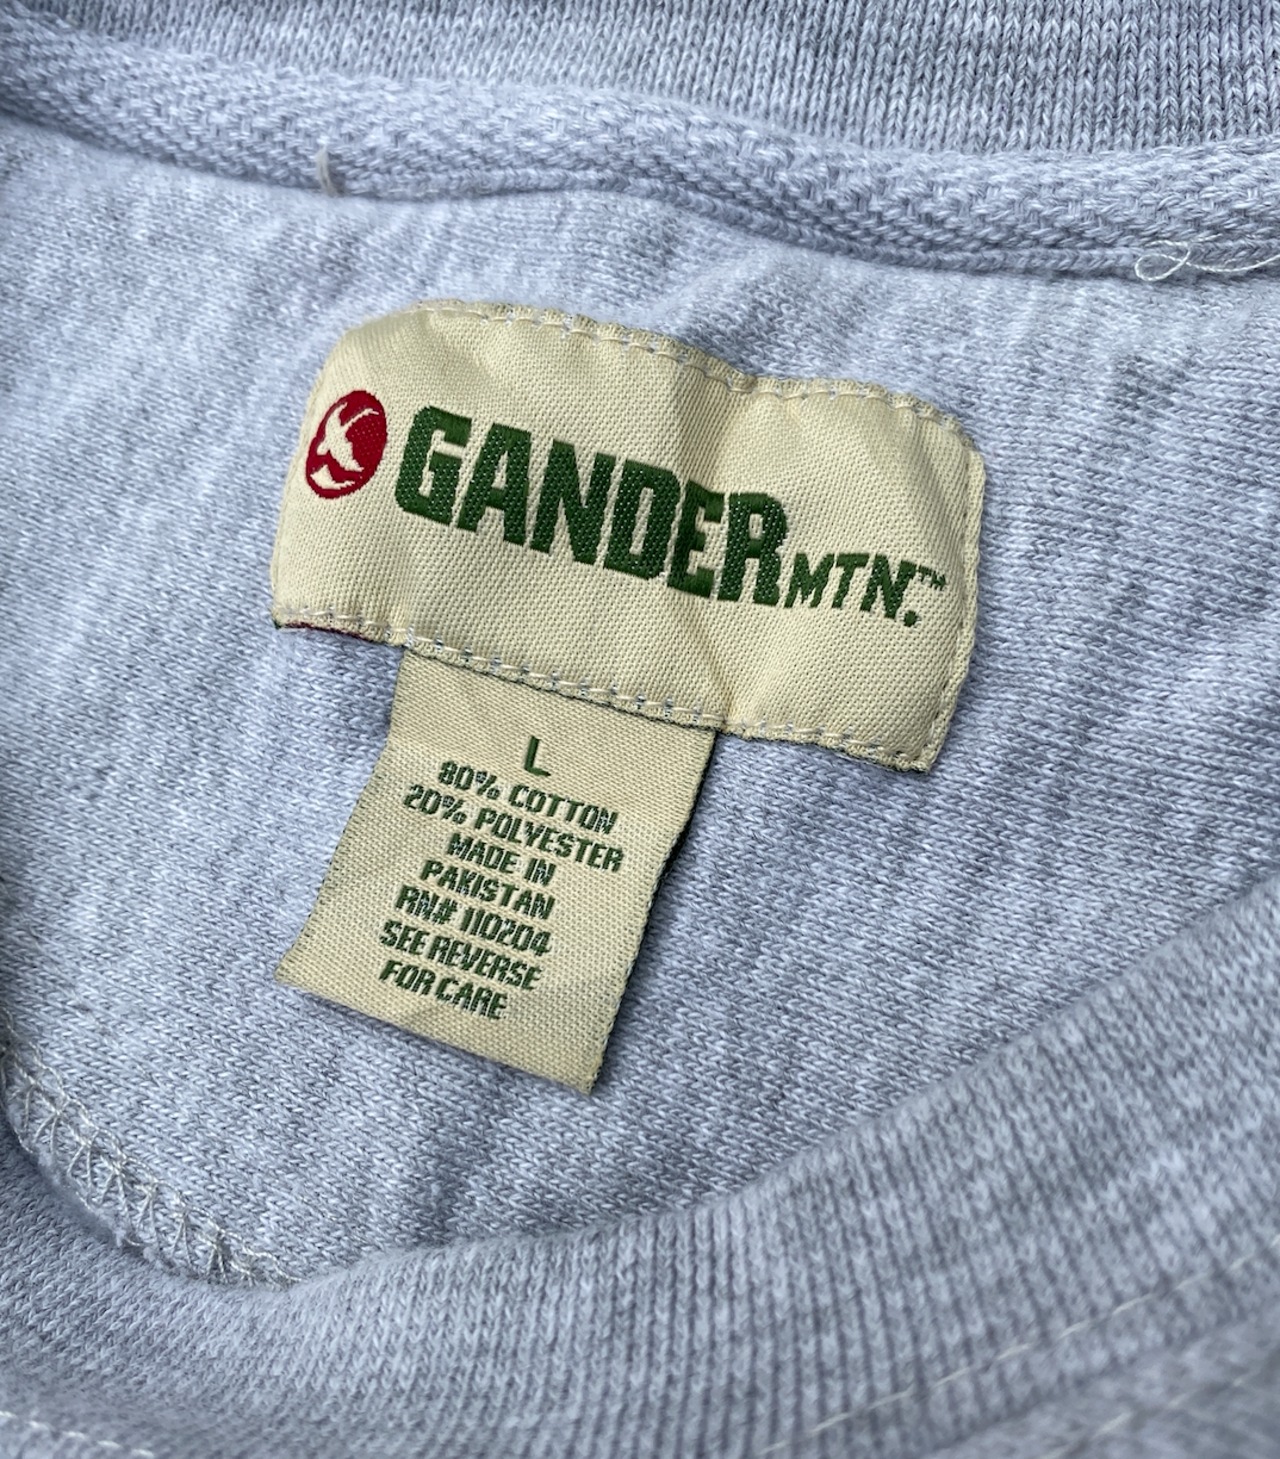 GANDER MTN.™
L
80% COTTON
20% POLYESTER
MADE IN
PAKISTAN
RN# 110204
SEE REVERSE
FOR CARE